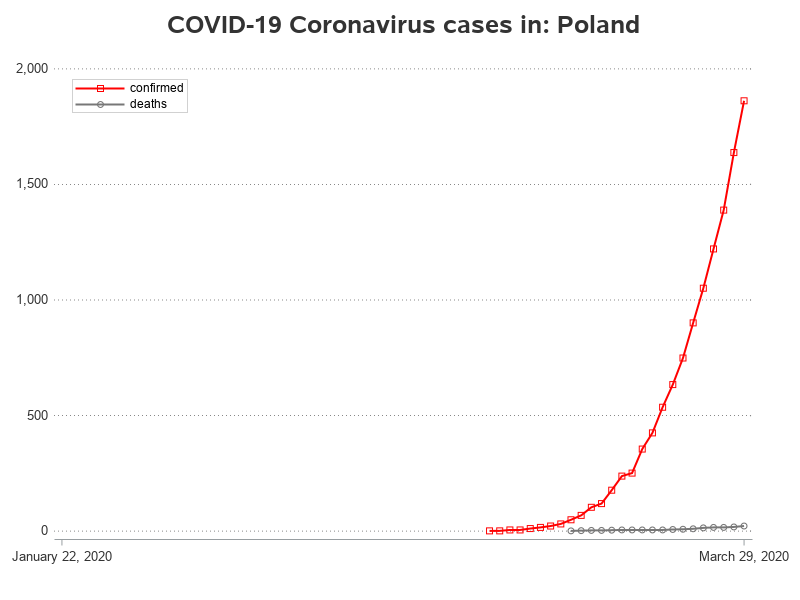 COVID-19 Coronavirus cases in: Poland
2,000
confirmed
deaths
1,500
1,000
500
0
January 22, 2020 March 29, 2020